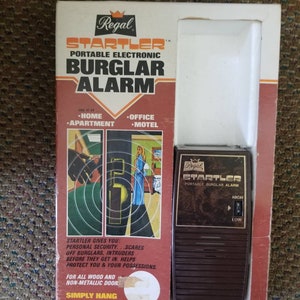 Regal
STARTLER™
PORTABLE ELECTRONIC
BURGLAR
ALARM
•HOME •OFFICE
•APARTMENT •MOTEL
STARTLER GIVES YOU
PERSONAL SECURITY...SCARES
OFF BURGLARS, INTRUDERS
BEFORE THEY GET IN. HELPS
PROTECT YOU & YOUR POSSESSIONS.
FOR ALL WOOD AND
NON-METALLIC DOORS
SIMPLY HANG
Regal
STARTLER
PORTABLE BURGLAR ALARM
HIGH
LOW